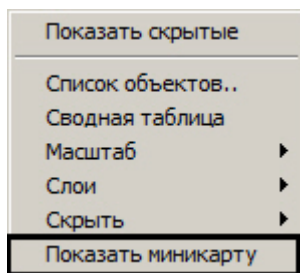 Показать скрытые
Список объектов..
Сводная таблица
Масштаб
Слои
Скрыть
Показать миникарту